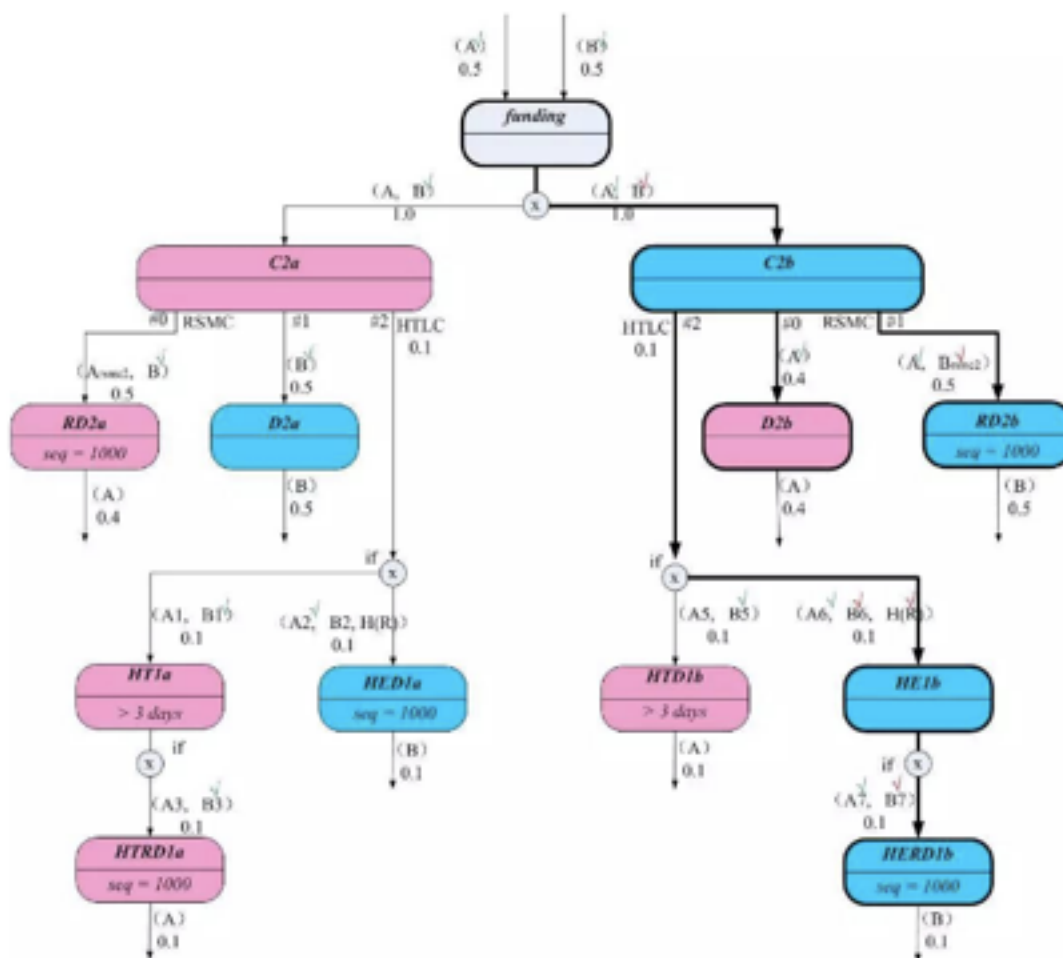 (A) (B)
0.5 0.5
funding
(A, B) (A, B)
1.0 1.0
C2a C2b
#0 RSMC #1 #2 HTLC 0.1
HTLC 0.1 #2 #0 RSMC #1
(Arsmc2, B) 0.5
(B) 0.5
(A) 0.4
(A, Brsmc2) 0.5
RD2a
seq = 1000
D2a
D2b
RD2b
seq = 1000
(A) 0.4
(B) 0.5
(A) 0.4
(B) 0.5
if x
if x
(A1, B1) 0.1
(A2, B2, H(R)) 0.1
(A5, B5) 0.1
(A6, B6, H(R)) 0.1
HT1a
> 3 days
HED1a
seq = 1000
HTD1b
> 3 days
HE1b
if x
(B) 0.1
(A) 0.1
if x
(A3, B3) 0.1
(A7, B7) 0.1
HTRD1a
seq = 1000
HERD1b
seq = 1000
(A) 0.1
(B) 0.1